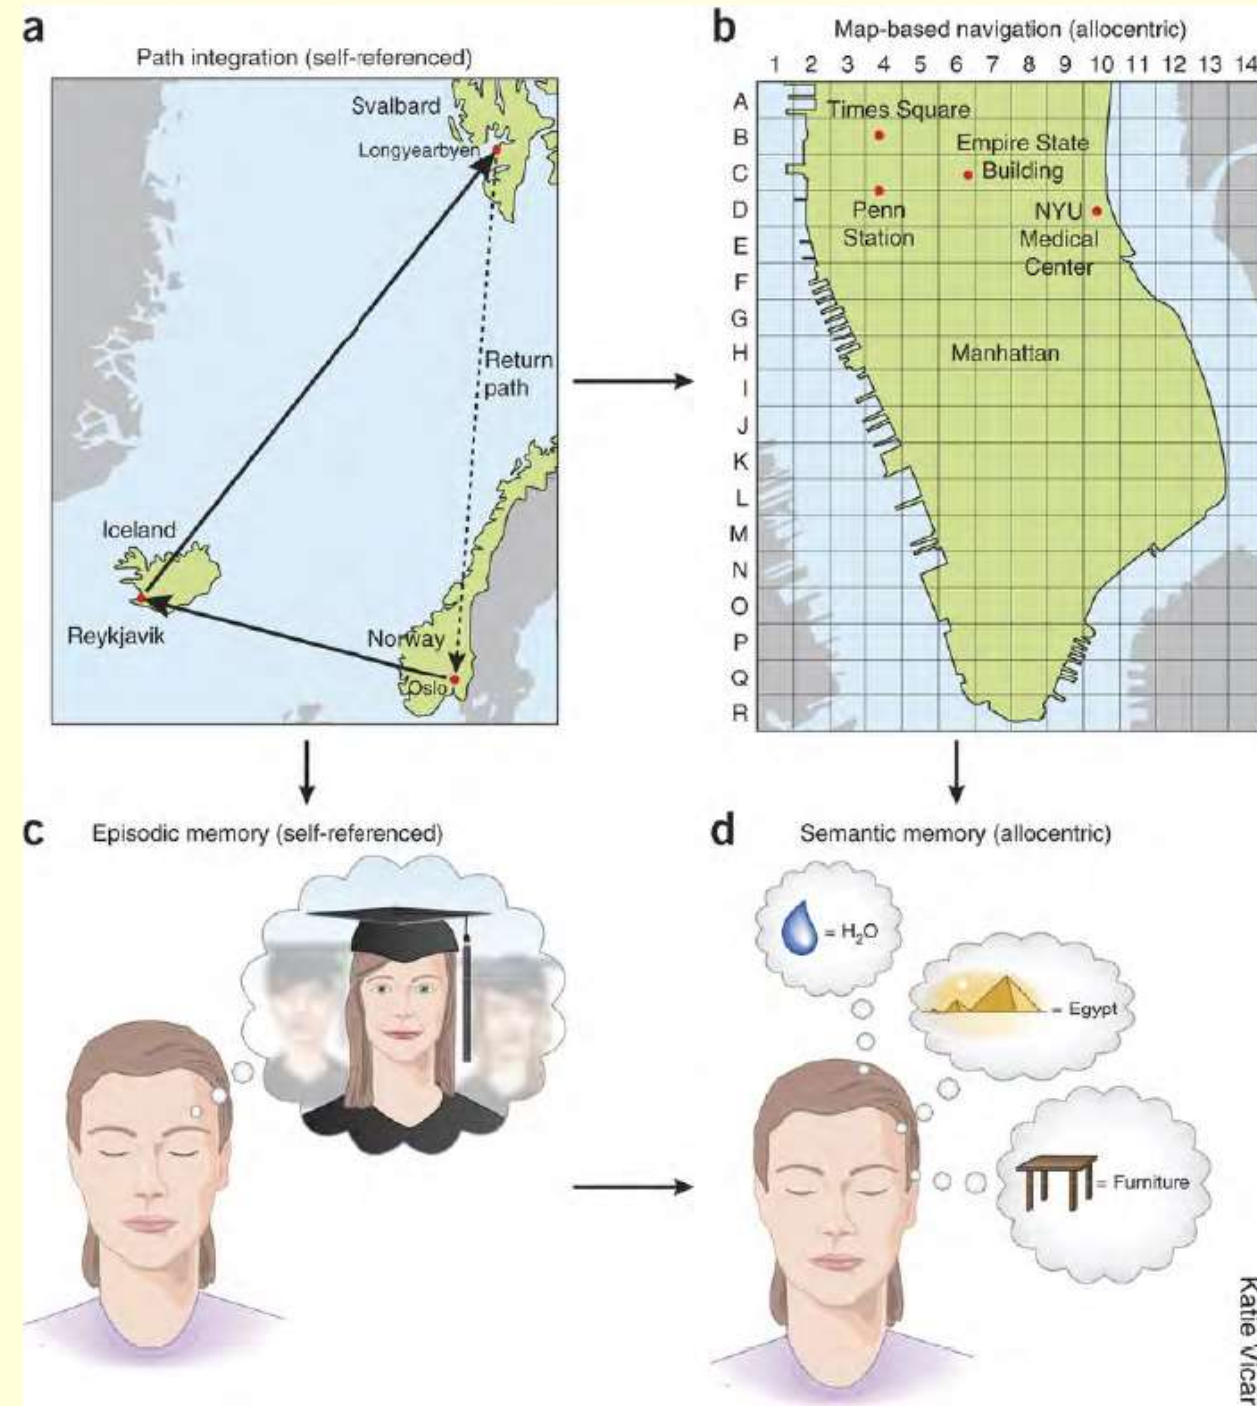 a
Path integration (self-referenced)
Svalbard
Longyearbyen
Return
path
Iceland
Reykjavik
Norway
Oslo
b
Map-based navigation (allocentric)
1 2 3 4 5 6 7 8 9 10 11 12 13 14
A
B
C
D
E
F
G
H
I
J
K
L
M
N
O
P
Q
R
Times Square
Empire State
Building
Penn
Station
NYU
Medical
Center
Manhattan
c
Episodic memory (self-referenced)
d
Semantic memory (allocentric)
= H₂O
= Egypt
= Furniture
Katie Vicar